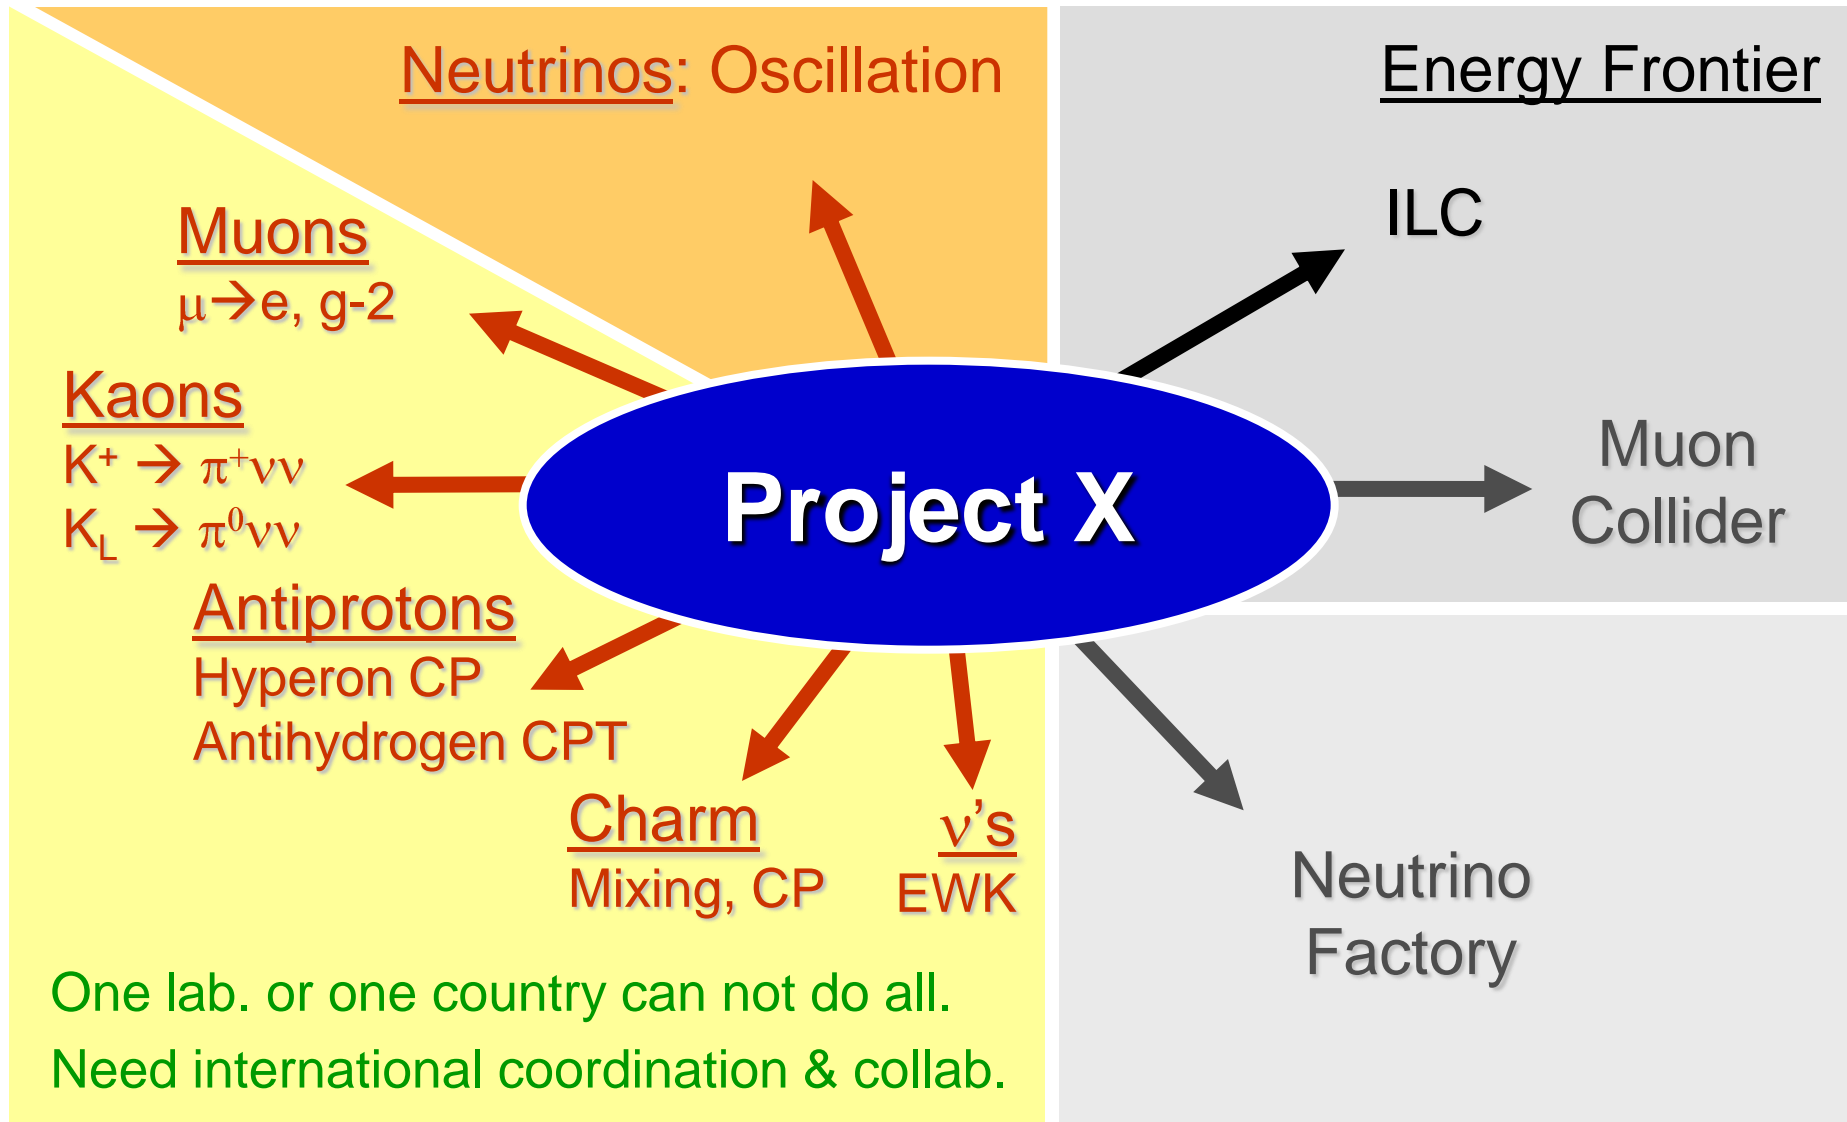 Neutrinos: Oscillation
Energy Frontier
ILC
Muons
μ→e, g-2
Kaons
K⁺ → π⁺νν
K_L → π⁰νν
Project X
Muon
Collider
Antiprotons
Hyperon CP
Antihydrogen CPT
Charm
Mixing, CP
ν’s
EWK
Neutrino
Factory
One lab. or one country can not do all.
Need international coordination & collab.